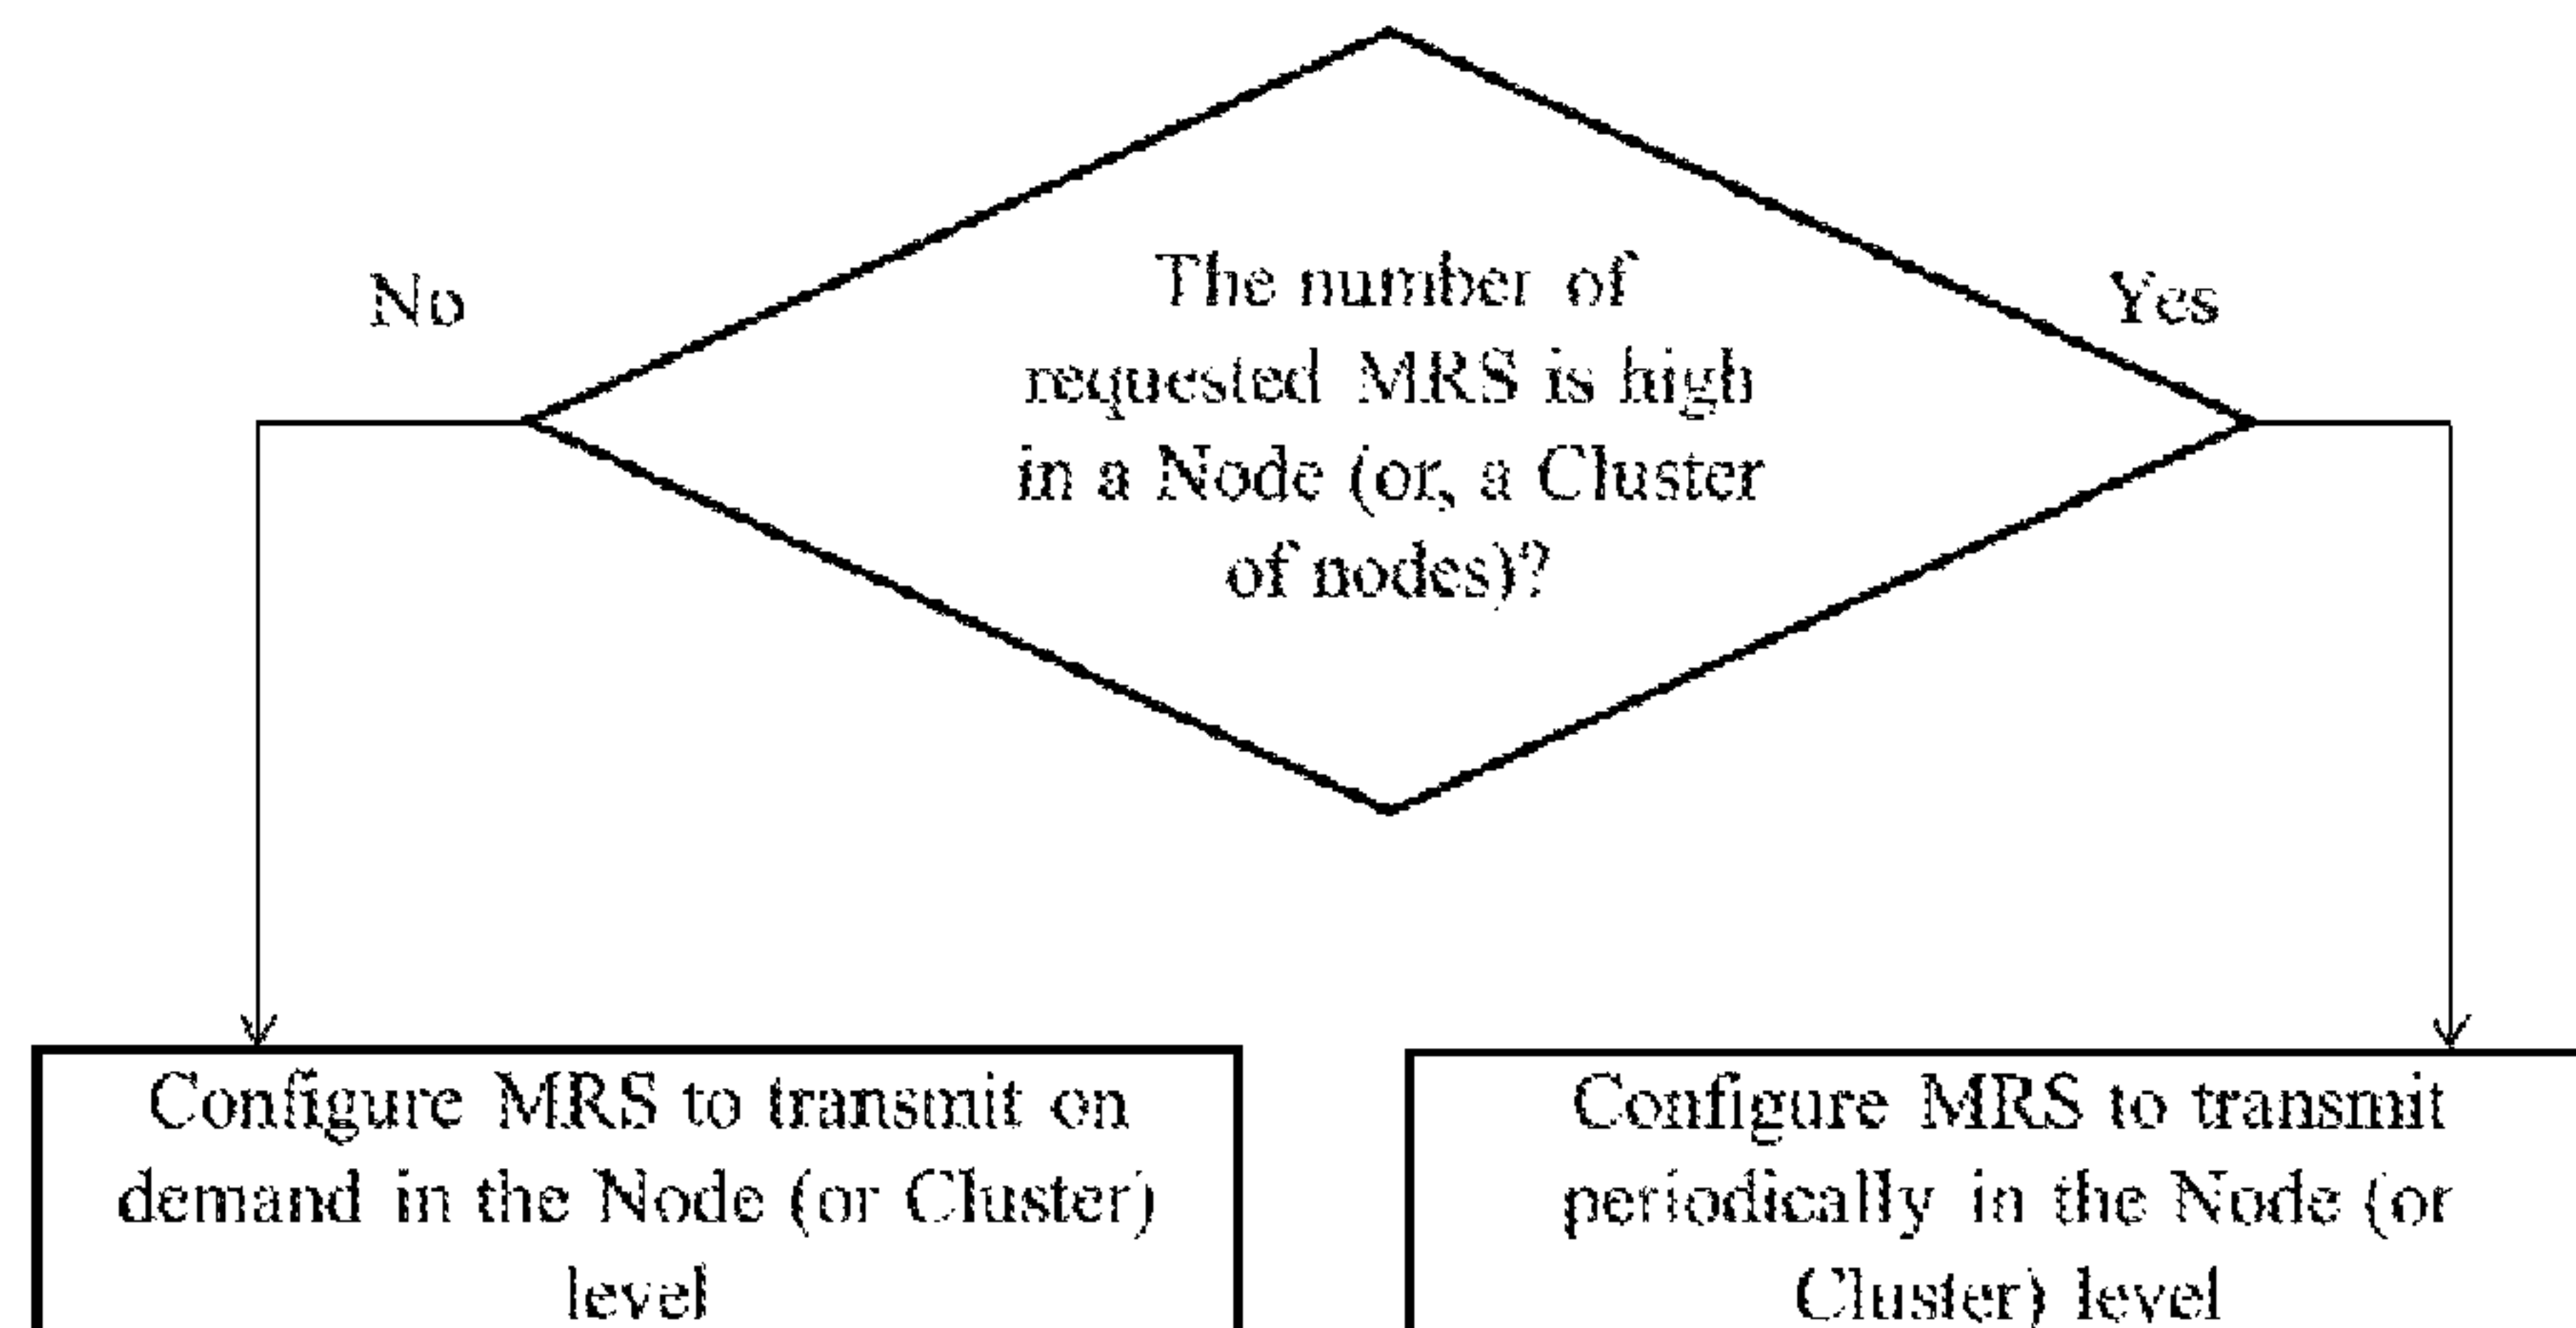 No
The number of
requested MRS is high
in a Node (or, a Cluster
of nodes)?
Yes
Configure MRS to transmit on
demand in the Node (or Cluster)
level
Configure MRS to transmit
periodically in the Node (or
Cluster) level